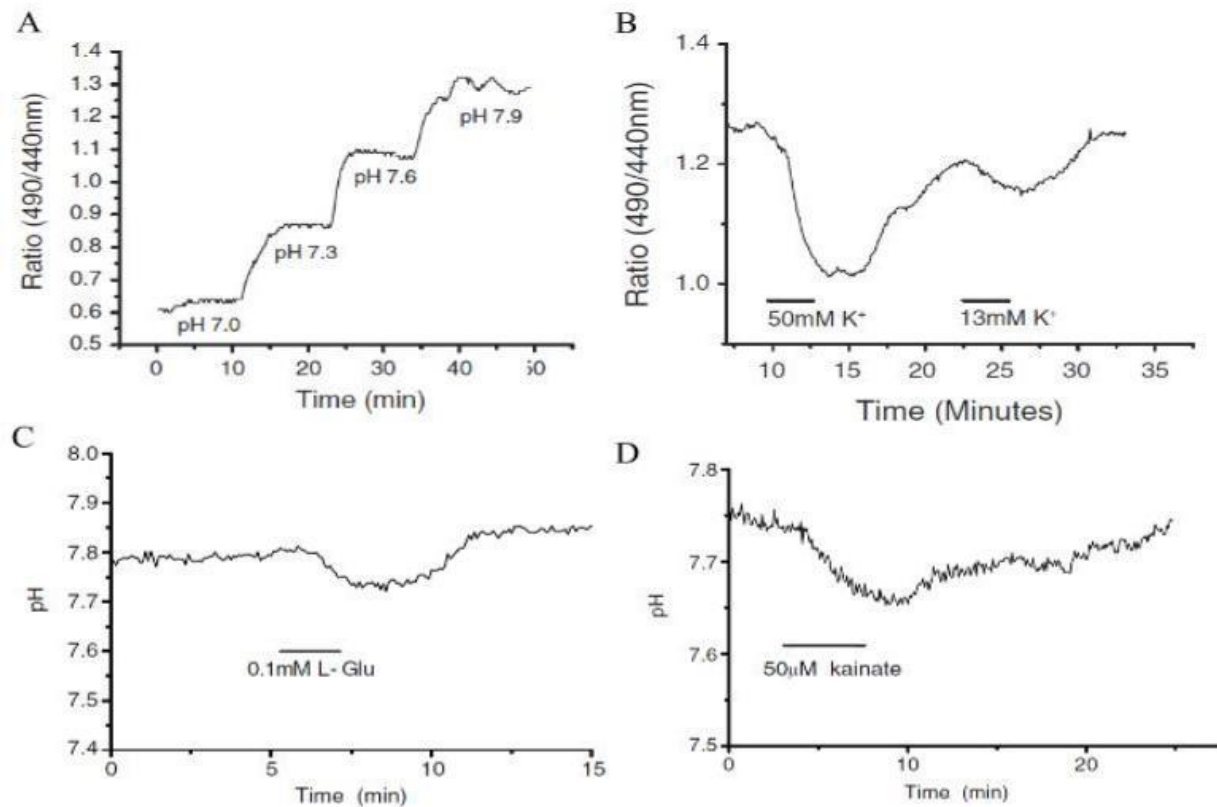 A
1.4
1.3
1.2
1.1
1.0
0.9
0.8
0.7
0.6
0.5
Ratio (490/440nm)
pH 7.0
pH 7.3
pH 7.6
pH 7.9
0 10 20 30 40 50
Time (min)
B
1.4
1.2
1.0
Ratio (490/440nm)
50mM K⁺
13mM K⁺
10 15 20 25 30 35
Time (Minutes)
C
8.0
7.9
7.8
7.7
7.6
7.5
7.4
pH
0.1mM L-Glu
0 5 10 15
Time (min)
D
7.8
7.7
7.6
7.5
pH
50μM kainate
0 10 20
Time (min)